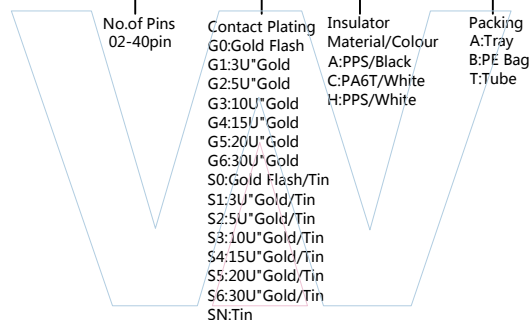 No.of Pins
02-40pin
Contact Plating
G0:Gold Flash
G1:3U"Gold
G2:5U"Gold
G3:10U"Gold
G4:15U"Gold
G5:20U"Gold
G6:30U"Gold
S0:Gold Flash/Tin
S1:3U"Gold/Tin
S2:5U"Gold/Tin
S3:10U"Gold/Tin
S4:15U"Gold/Tin
S5:20U"Gold/Tin
S6:30U"Gold/Tin
SN:Tin
Insulator
Material/Colour
A:PPS/Black
C:PA6T/White
H:PPS/White
Packing
A:Tray
B:PE Bag
T:Tube